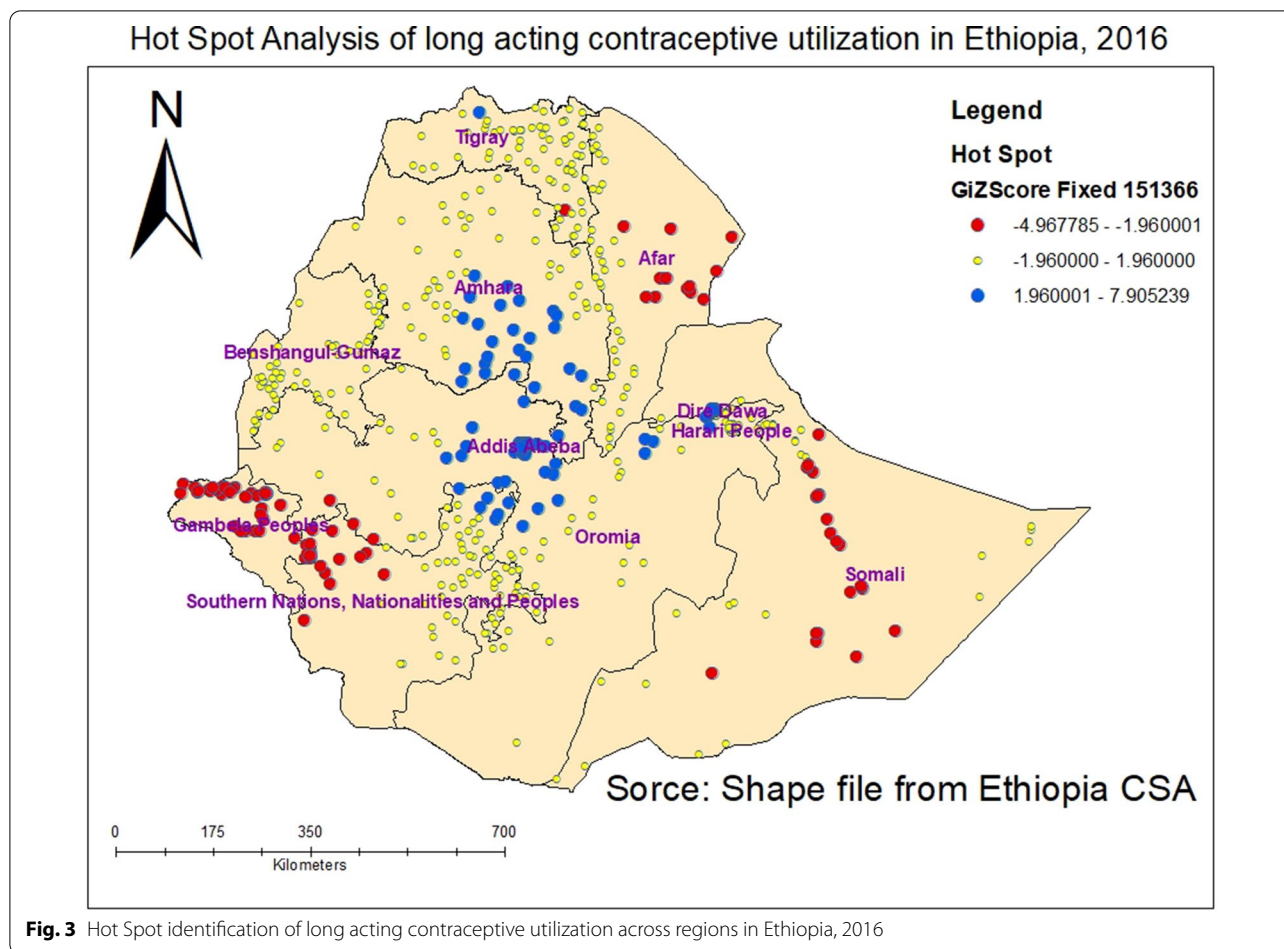 Hot Spot Analysis of long acting contraceptive utilization in Ethiopia, 2016
N
Legend
Hot Spot
GiZScore Fixed 151366
-4.967785 - -1.960001
-1.960000 - 1.960000
1.960001 - 7.905239
Tigray
Afar
Amhara
Benshangul-Gumaz
Dire Dawa
Harari People
Addis Abeba
Gambela Peoples
Oromia
Somali
Southern Nations, Nationalities and Peoples
Sorce: Shape file from Ethiopia CSA
0 175 350 700
Kilometers
Fig. 3 Hot Spot identification of long acting contraceptive utilization across regions in Ethiopia, 2016